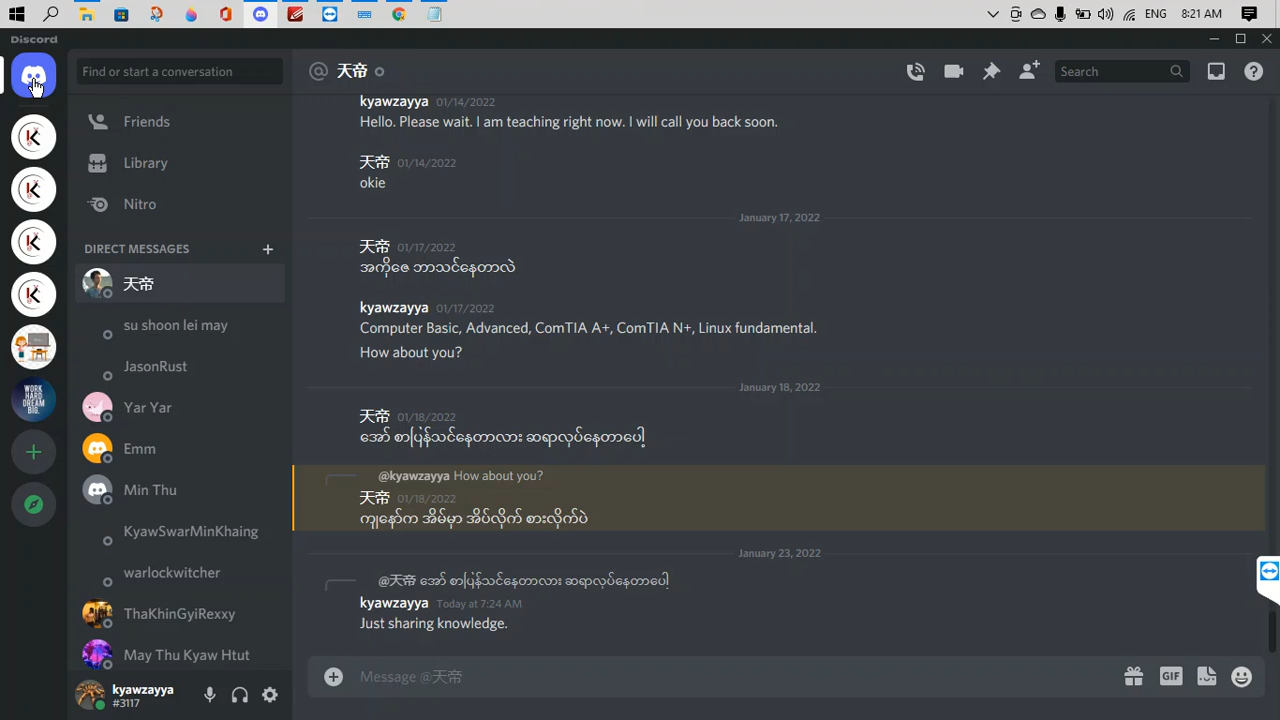 ENG
8:21 AM
Discord
Find or start a conversation
Friends
Library
Nitro
DIRECT MESSAGES
天帝
su shoon lei may
JasonRust
Yar Yar
Emm
Min Thu
KyawSwarMinKhaing
warlockwitcher
ThaKhinGyiRexxy
May Thu Kyaw Htut
kyawzayya
#3117
WORK
HARD
DREAM
BIG.
天帝
Search
kyawzayya 01/14/2022
Hello. Please wait. I am teaching right now. I will call you back soon.
天帝 01/14/2022
okie
January 17, 2022
天帝 01/17/2022
အကိုဇေ ဘာသင်နေတာလဲ
kyawzayya 01/17/2022
Computer Basic, Advanced, ComTIA A+, ComTIA N+, Linux fundamental.
How about you?
January 18, 2022
天帝 01/18/2022
အော် စာပြန်သင်နေတာလား ဆရာလုပ်နေတာပေါ့
@kyawzayya How about you?
天帝 01/18/2022
ကျနော်က အိမ်မှာ အိပ်လိုက် စားလိုက်ပဲ
January 23, 2022
@天帝 အော် စာပြန်သင်နေတာလား ဆရာလုပ်နေတာပေါ့
kyawzayya Today at 7:24 AM
Just sharing knowledge.
Message @天帝
GIF